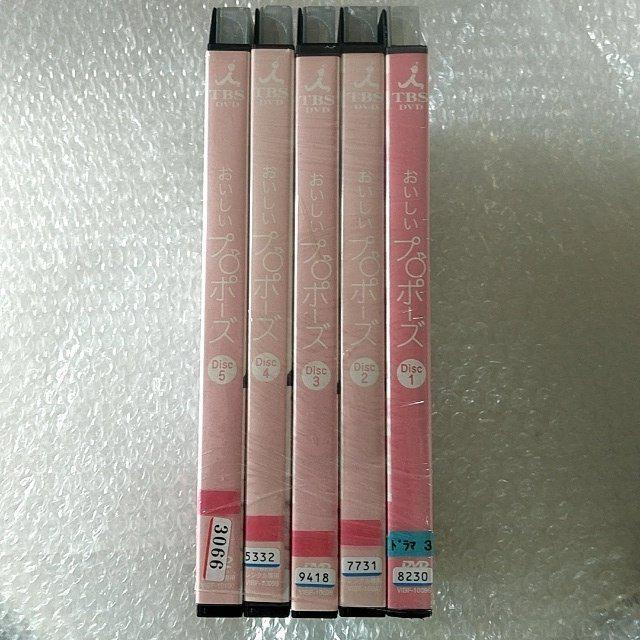 TBS
DVD
おいしい
プロポーズ
Disc
5
3066
TBS
DVD
おいしい
プロポーズ
Disc
4
5332
TBS
DVD
おいしい
プロポーズ
Disc
3
9418
TBS
DVD
おいしい
プロポーズ
Disc
2
7731
TBS
DVD
おいしい
プロポーズ
Disc
1
ドラマ 3
8230